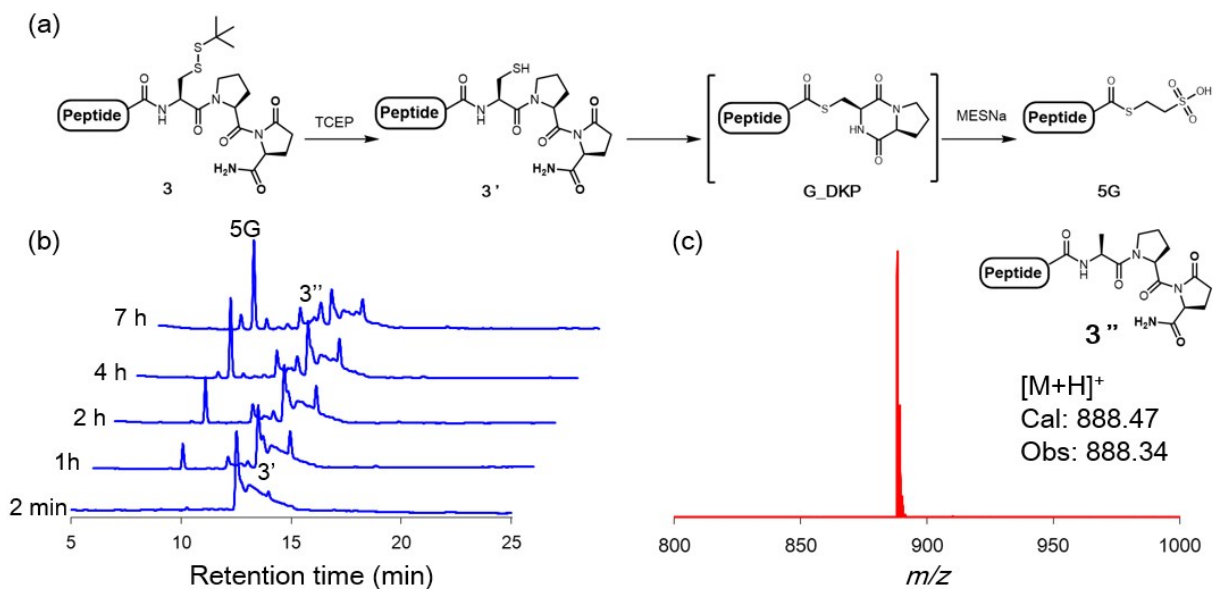 (a)
S
S
O
Peptide
N
H
O
N
O
N
O
H₂N
O
3
TCEP
SH
O
Peptide
N
H
O
N
O
N
O
H₂N
O
3'
O
Peptide
S
O
N
HN
O
G_DKP
MESNa
O
Peptide
S
O
S
OH
O
5G
(b)
5G
7 h
3''
4 h
2 h
1h
3'
2 min
5 10 15 20 25
Retention time (min)
(c)
O
Peptide
N
H
O
N
O
N
O
H₂N
O
3"
[M+H]⁺
Cal: 888.47
Obs: 888.34
800 850 900 950 1000
m/z